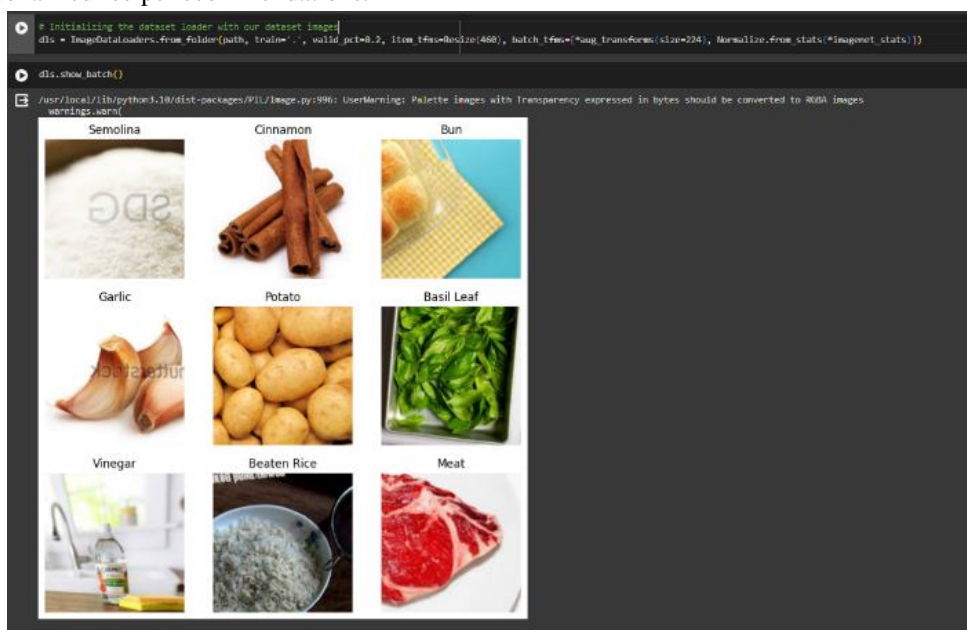 # Initializing the dataset loader with our dataset images
dls = ImageDataLoaders.from_folder(path, train='.', valid_pct=0.2, item_tfms=Resize(460), batch_tfms=[*aug_transforms(size=224), Normalize.from_stats(*imagenet_stats)])
dls.show_batch()
/usr/local/lib/python3.10/dist-packages/PIL/Image.py:996: UserWarning: Palette images with Transparency expressed in bytes should be converted to RGBA images
warnings.warn(
Semolina Cinnamon Bun
SDG
Garlic Potato Basil Leaf
Vinegar Beaten Rice Meat